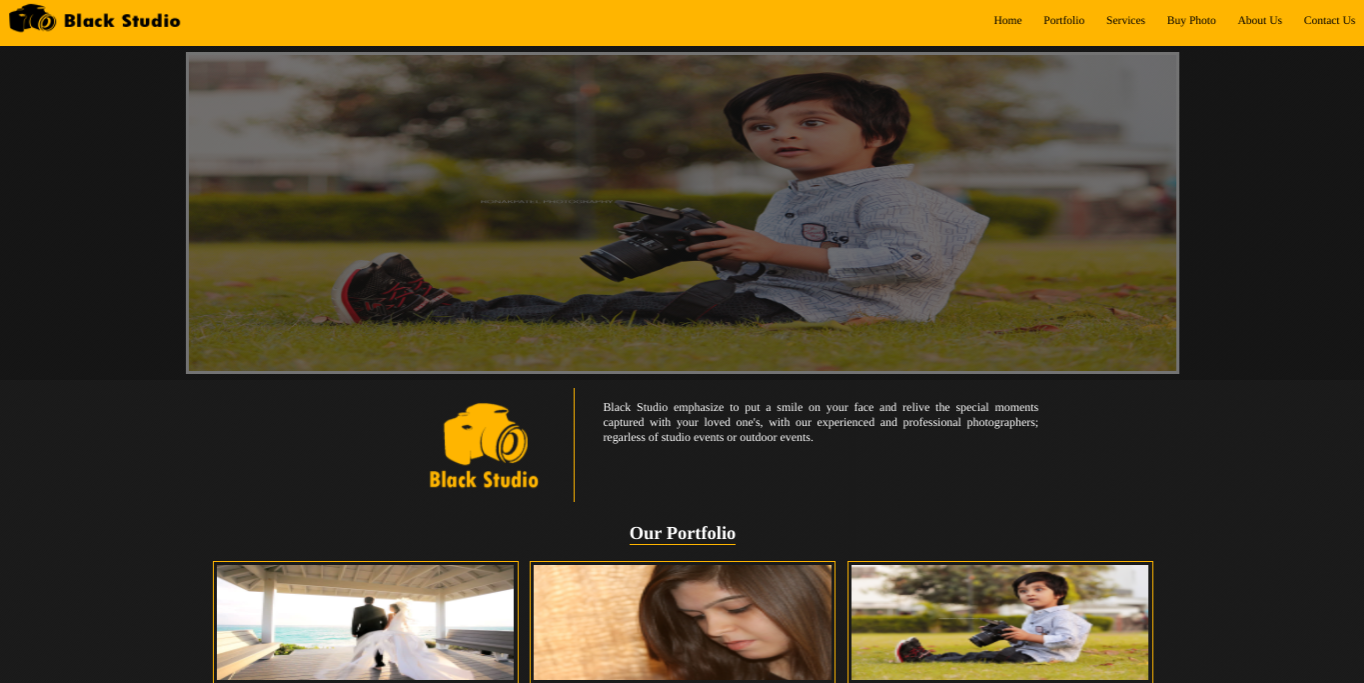 Black Studio
Home Portfolio Services Buy Photo About Us Contact Us
Black Studio emphasize to put a smile on your face and relive the special moments
captured with your loved one's, with our experienced and professional photographers;
regarless of studio events or outdoor events.
Black Studio
Our Portfolio